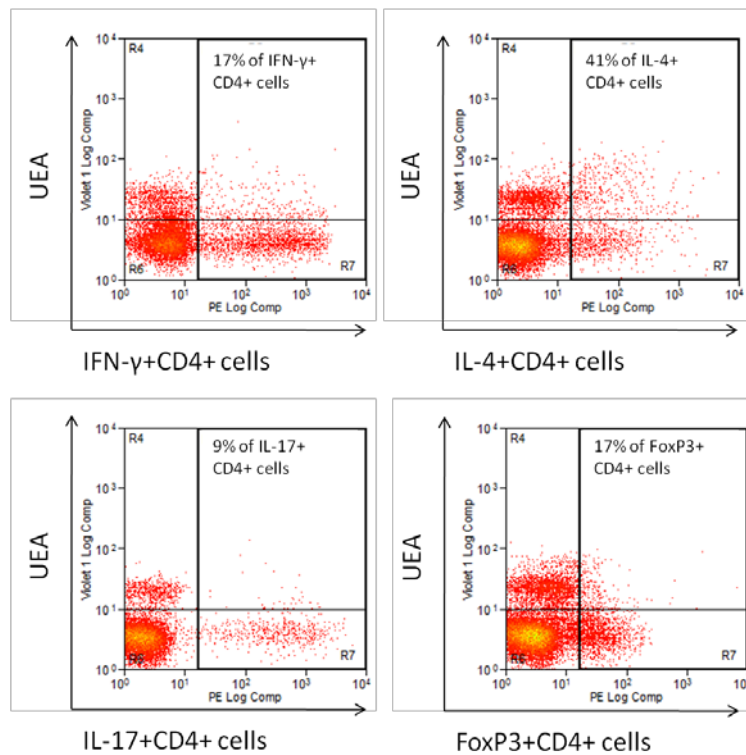 R4
17% of IFN-γ+
CD4+ cells
UEA
Violet 1 Log Comp
10⁴
10³
10²
10¹
10⁰
R6
R7
10⁰ 10¹ 10² 10³ 10⁴
PE Log Comp
IFN-γ+CD4+ cells
R4
41% of IL-4+
CD4+ cells
UEA
Violet 1 Log Comp
10⁴
10³
10²
10¹
10⁰
R6
R7
10⁰ 10¹ 10² 10³ 10⁴
PE Log Comp
IL-4+CD4+ cells
R4
9% of IL-17+
CD4+ cells
UEA
Violet 1 Log Comp
10⁴
10³
10²
10¹
10⁰
R6
R7
10⁰ 10¹ 10² 10³ 10⁴
PE Log Comp
IL-17+CD4+ cells
R4
17% of FoxP3+
CD4+ cells
UEA
Violet 1 Log Comp
10⁴
10³
10²
10¹
10⁰
R6
R7
10⁰ 10¹ 10² 10³
PE Log Comp
FoxP3+CD4+ cells